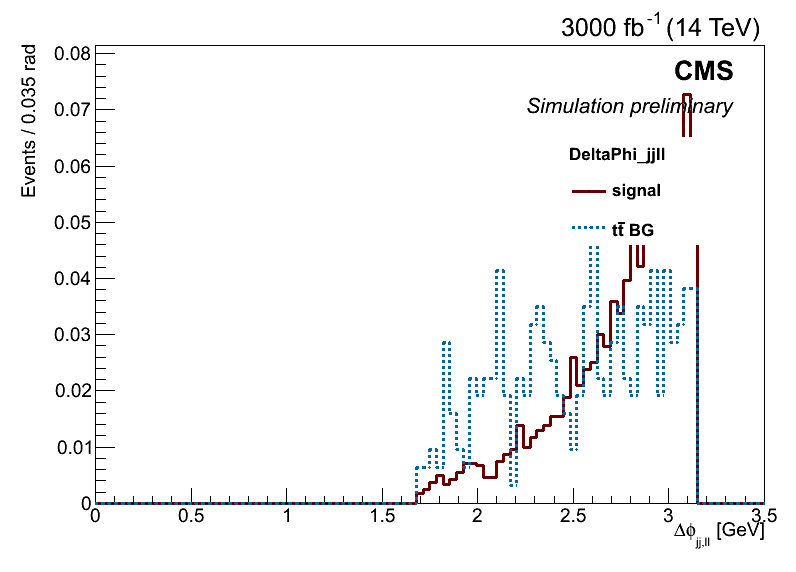 3000 fb-1 (14 TeV)
CMS
Simulation preliminary
DeltaPhi_jjll
signal
tt̄ BG
Events / 0.035 rad
0.08
0.07
0.06
0.05
0.04
0.03
0.02
0.01
0
0 0.5 1 1.5 2 2.5 3 3.5
Δϕjj,ll [GeV]